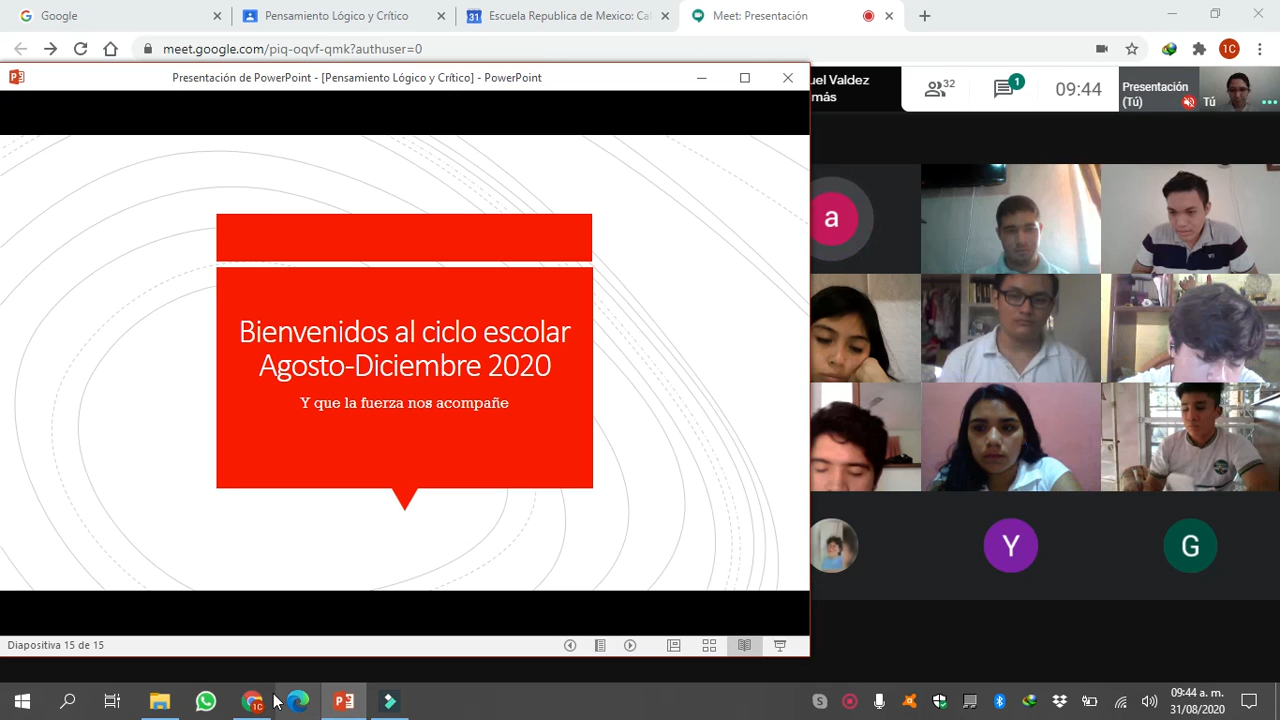 Google
Pensamiento Lógico y Crítico
Escuela Republica de Mexico: Cal
Meet: Presentación
meet.google.com/piq-oqvf-qmk?authuser=0
1C
Presentación de PowerPoint - [Pensamiento Lógico y Crítico] - PowerPoint
uel Valdez
más
32
1
09:44
Presentación
(Tú)
Tú
a
Bienvenidos al ciclo escolar
Agosto-Diciembre 2020
Y que la fuerza nos acompañe
Y
G
Diapositiva 15 de 15
09:44 a. m.
31/08/2020